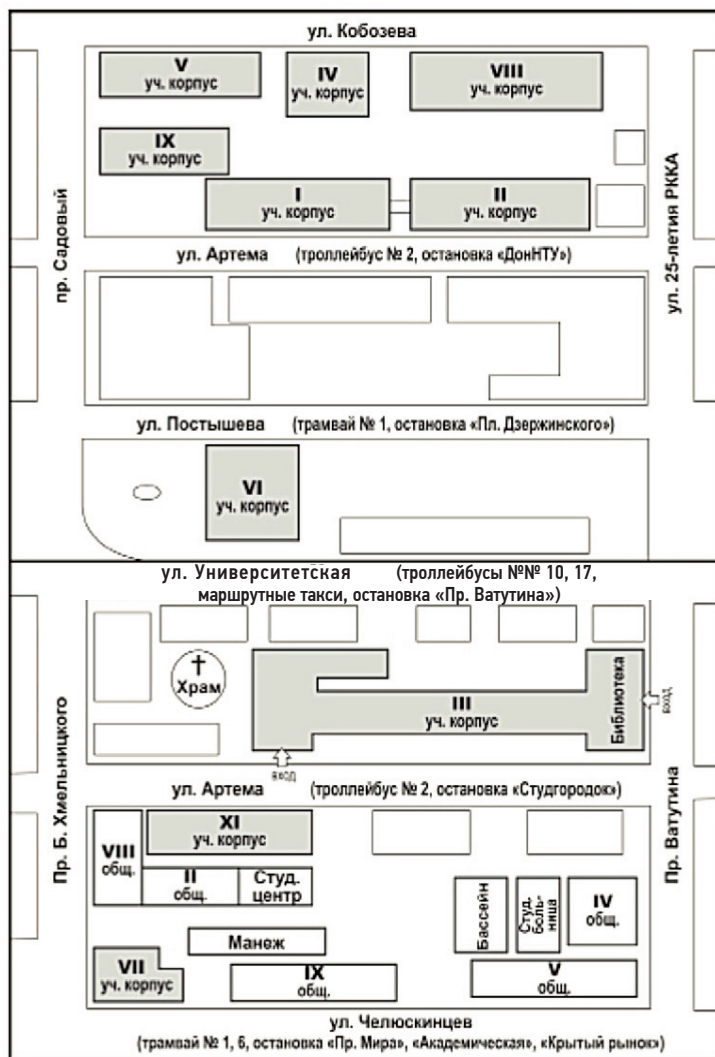 ул. Кобозева
V
уч. корпус
IV
уч. корпус
VIII
уч. корпус
IX
уч. корпус
I
уч. корпус
II
уч. корпус
пр. Садовый
ул. 25-летия РККА
ул. Артема (троллейбус № 2, остановка «ДонНТУ»)
ул. Постышева (трамвай № 1, остановка «Пл. Дзержинского»)
VI
уч. корпус
ул. Университетская (троллейбусы №№ 10, 17,
маршрутные такси, остановка «Пр. Ватутина»)
Храм
III
уч. корпус
Библиотека
вход
вход
Пр. Б. Хмельницкого
Пр. Ватутина
ул. Артема (троллейбус № 2, остановка «Студгородок»)
VIII
общ.
XI
уч. корпус
II
общ.
Студ.
центр
Бассейн
Студ.
боль-
ница
IV
общ.
Манеж
VII
уч. корпус
IX
общ.
V
общ.
ул. Челюскинцев
(трамвай № 1, 6, остановка «Пр. Мира», «Академическая», «Крытый рынок»)